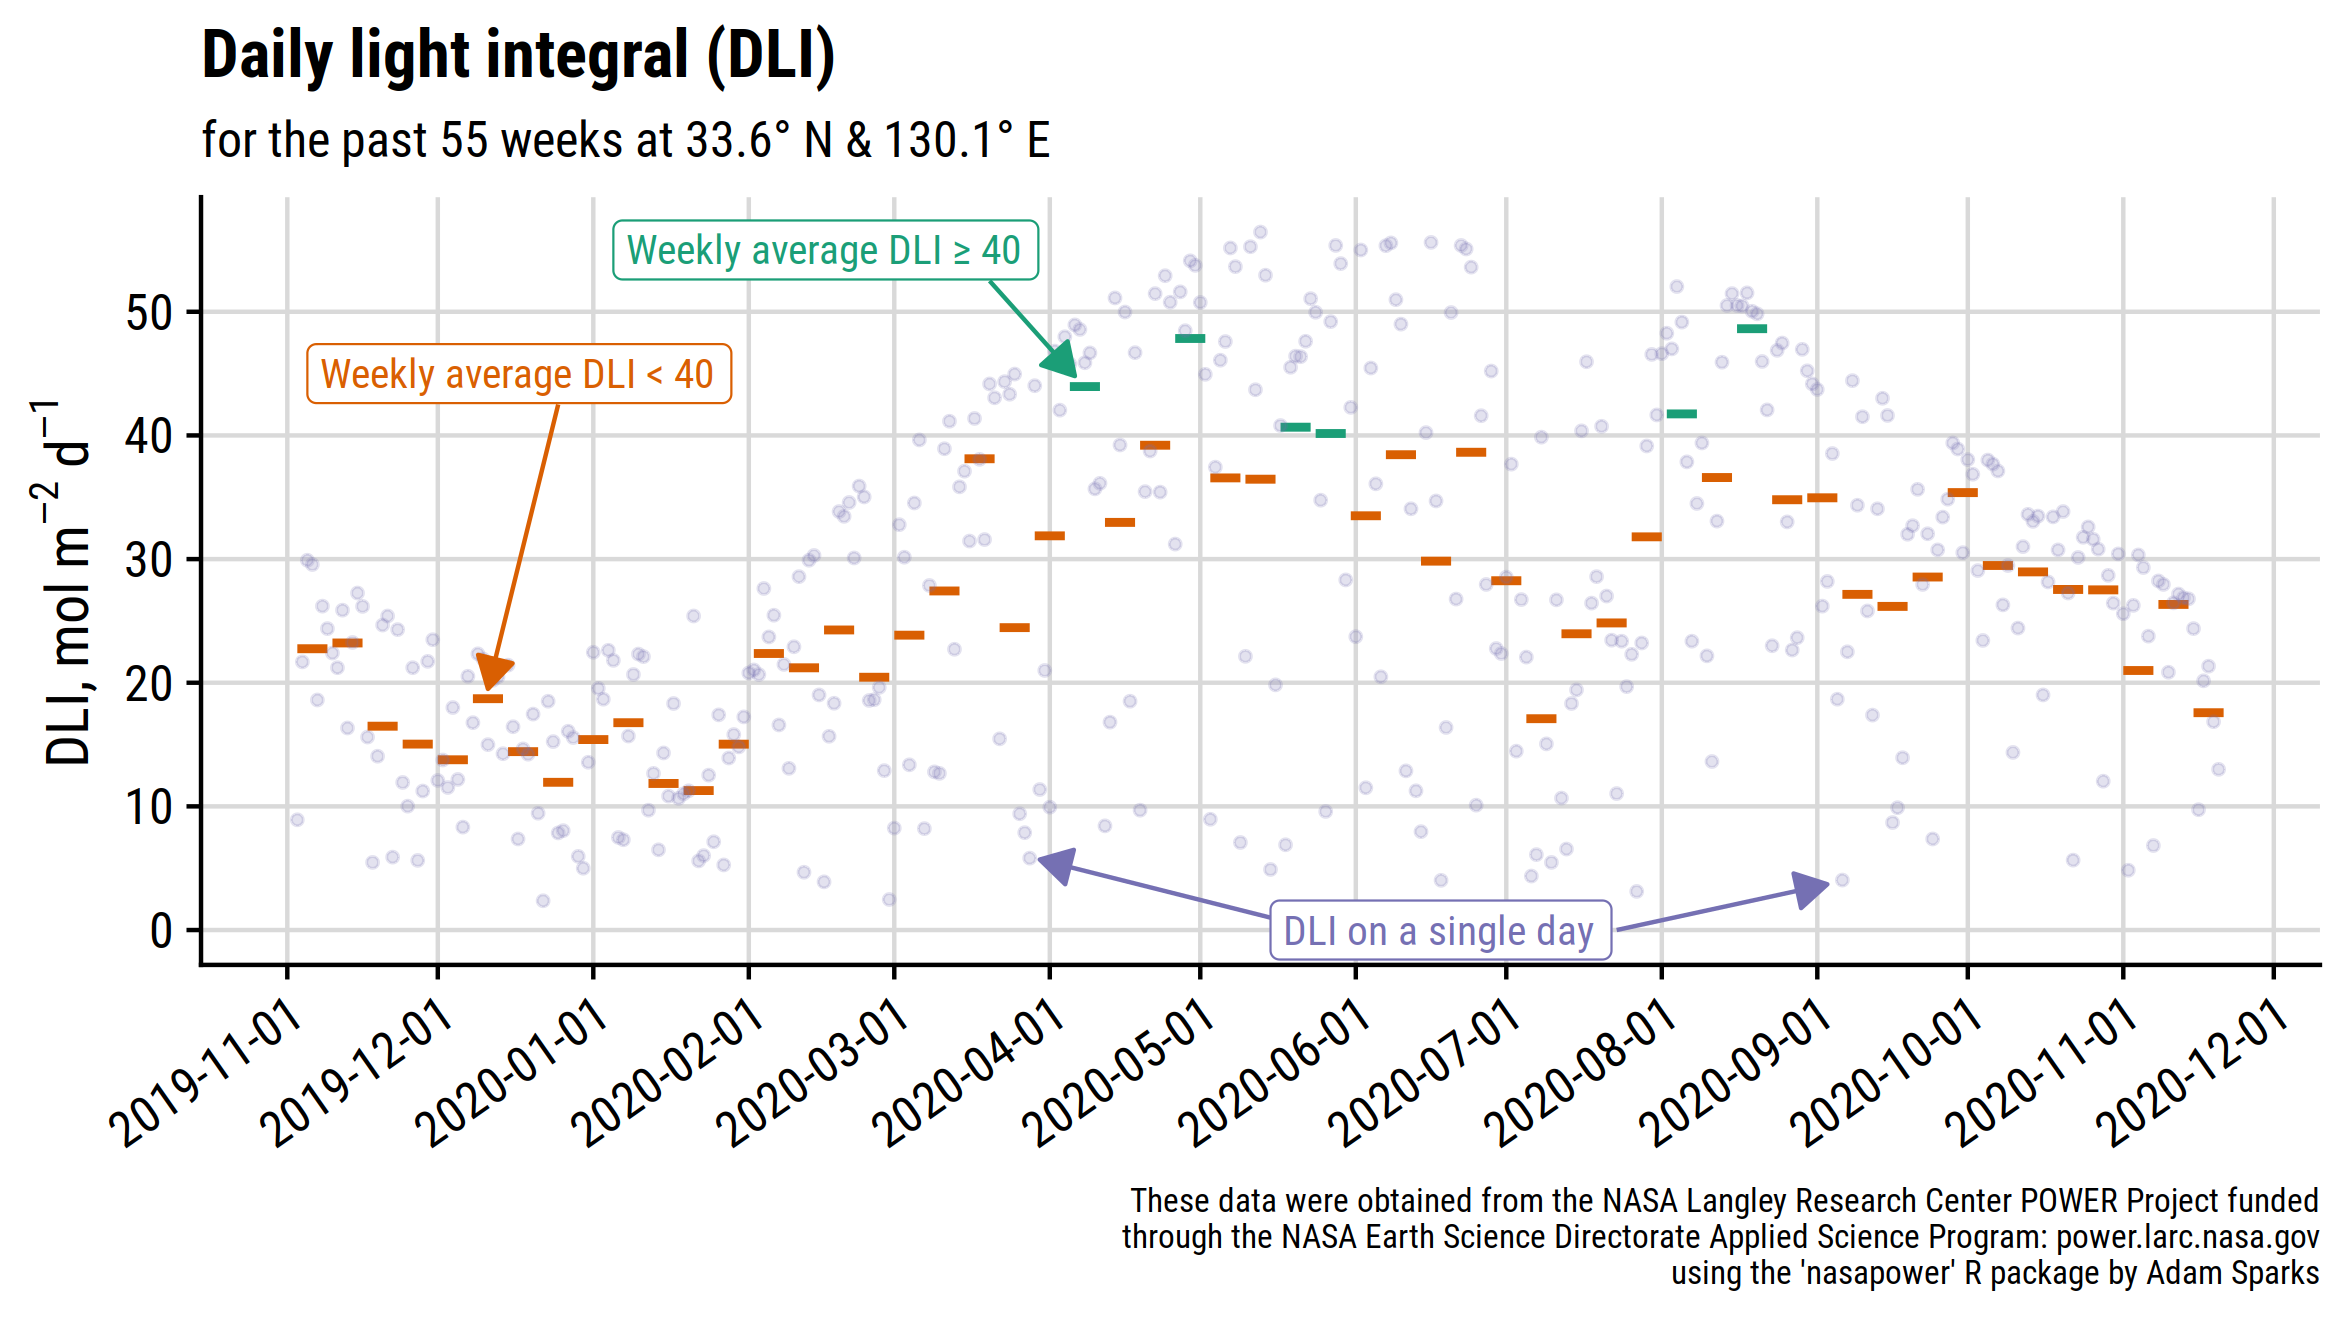 Daily light integral (DLI)
for the past 55 weeks at 33.6° N & 130.1° E
Weekly average DLI ≥ 40
Weekly average DLI < 40
DLI on a single day
DLI, mol m⁻² d⁻¹
50
40
30
20
10
0
2019-11-01
2019-12-01
2020-01-01
2020-02-01
2020-03-01
2020-04-01
2020-05-01
2020-06-01
2020-07-01
2020-08-01
2020-09-01
2020-10-01
2020-11-01
2020-12-01
These data were obtained from the NASA Langley Research Center POWER Project funded
through the NASA Earth Science Directorate Applied Science Program: power.larc.nasa.gov
using the 'nasapower' R package by Adam Sparks